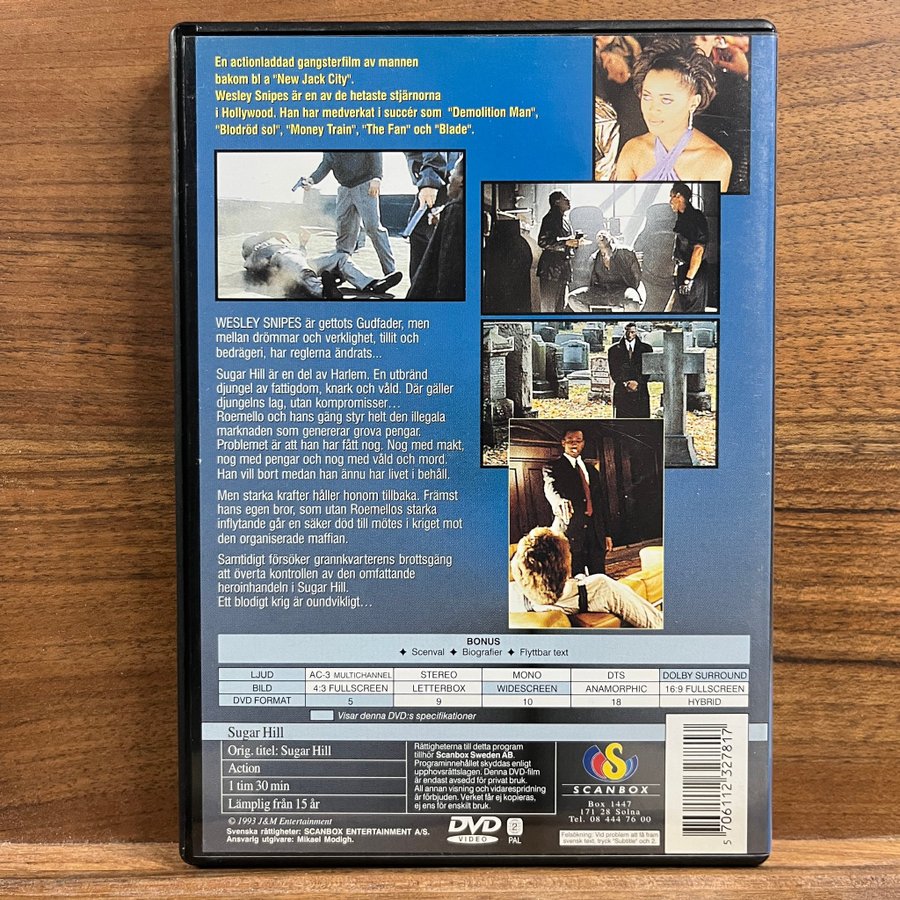 En actionladdad gangsterfilm av mannen
bakom bl a "New Jack City".
Wesley Snipes är en av de hetaste stjärnorna
i Hollywood. Han har medverkat i succér som "Demolition Man",
"Blodröd sol", "Money Train", "The Fan" och "Blade".
WESLEY SNIPES är gettots Gudfader, men
mellan drömmar och verklighet, tillit och
bedrägeri, har reglerna ändrats...
Sugar Hill är en del av Harlem. En utbränd
djungel av fattigdom, knark och våld. Där gäller
djungelns lag, utan kompromisser...
Roemello och hans gäng styr helt den illegala
marknaden som genererar grova pengar.
Problemet är att han har fått nog. Nog med makt,
nog med pengar och nog med våld och mord.
Han vill bort medan han ännu har livet i behåll.
Men starka krafter håller honom tillbaka. Främst
hans egen bror, som utan Roemellos starka
inflytande går en säker död till mötes i kriget mot
den organiserade maffian.
Samtidigt försöker grannkvarterens brottsgäng
att överta kontrollen av den omfattande
heroinhandeln i Sugar Hill.
Ett blodigt krig är oundvikligt...
BONUS
✦ Scenval ✦ Biografier ✦ Flyttbar text
LJUD AC-3 MULTICHANNEL STEREO MONO DTS DOLBY SURROUND
BILD 4:3 FULLSCREEN LETTERBOX WIDESCREEN ANAMORPHIC 16:9 FULLSCREEN
DVD FORMAT 5 9 10 18 HYBRID
Visar denna DVD:s specifikationer
Sugar Hill
Orig. titel: Sugar Hill
Action
1 tim 30 min
Lämplig från 15 år
© 1993 J&M Entertainment
Svenska rättigheter: SCANBOX ENTERTAINMENT A/S.
Ansvarig utgivare: Mikael Modigh.
Rättigheterna till detta program
tillhör Scanbox Sweden AB.
Programinnehållet skyddas enligt
upphovsrättslagen. Denna DVD-film
är endast avsedd för privat bruk.
All annan visning och vidarespridning
är förbjuden. Verket får ej kopieras,
ej ens för enskilt bruk.
DVD
VIDEO
2
PAL
S
SCANBOX
Box 1447
171 28 Solna
Tel. 08 444 76 00
Felsökning: Vid problem att få fram
svensk text, tryck "Subtitle" och 2.
5 706112 327817